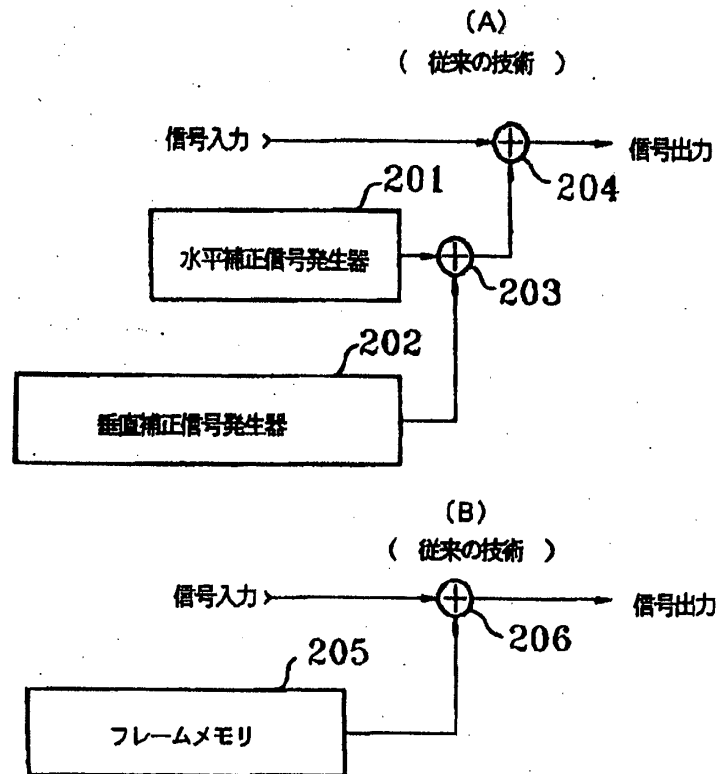 (A)
( 従来の技術 )
信号入力
信号出力
204
201
水平補正信号発生器
203
202
垂直補正信号発生器
(B)
( 従来の技術 )
信号入力
信号出力
206
205
フレームメモリ